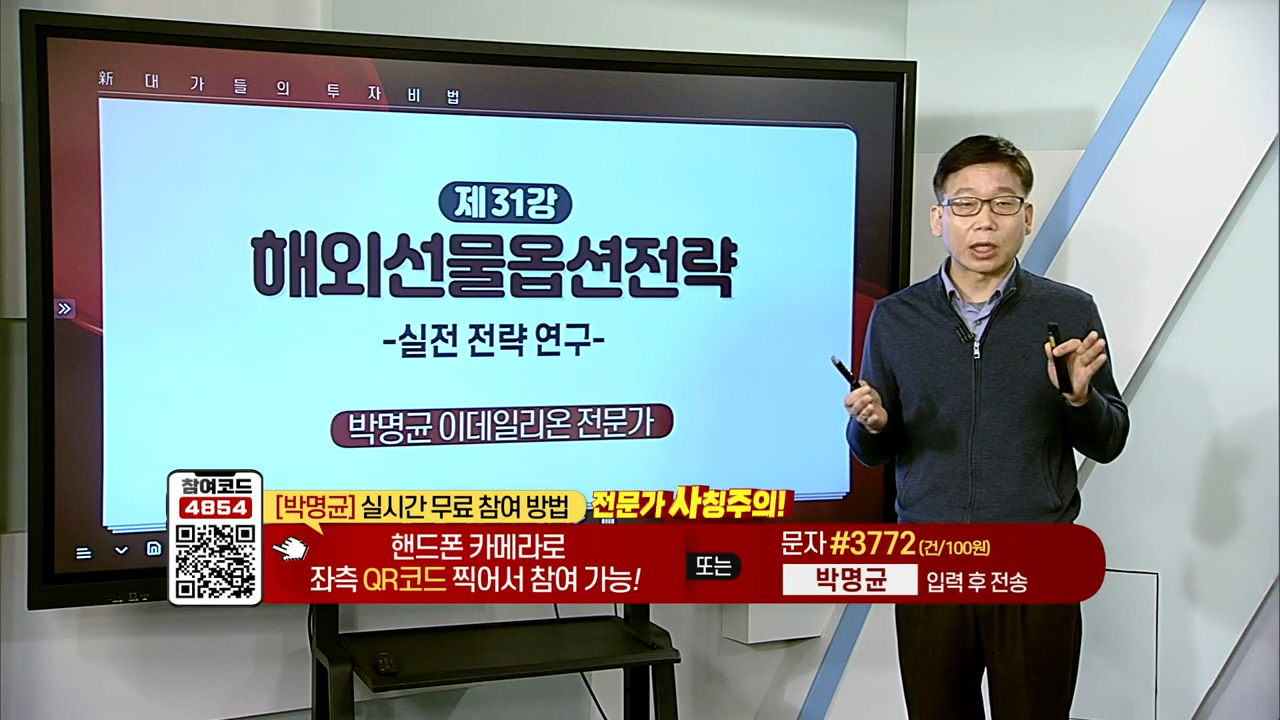 新대가들의투자비법
제31강
해외선물옵션전략
-실전 전략 연구-
박명균 이데일리온 전문가
참여코드
4854
[박명균] 실시간 무료 참여 방법
전문가 사칭주의!
핸드폰 카메라로
좌측 QR코드 찍어서 참여 가능!
또는
문자 #3772 (건/100원)
박명균 입력 후 전송